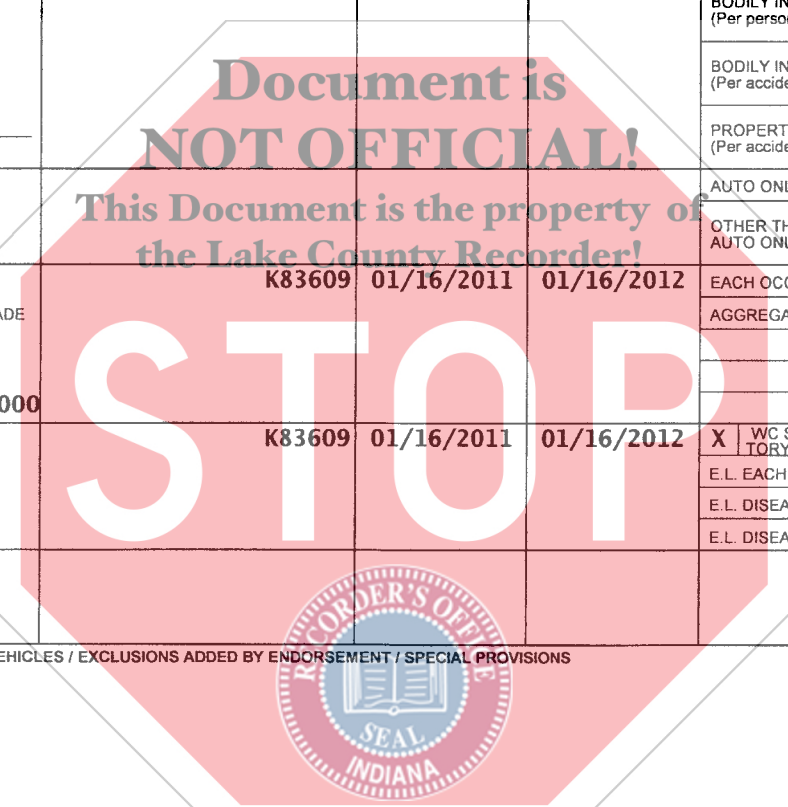 BODILY IN
(Per perso
Document is
BODILY IN
(Per accide
NOT OFFICIAL!
PROPERT
(Per accide
AUTO ONL
This Document is the property of
OTHER TH
AUTO ONL
the Lake County Recorder!
K83609 01/16/2011 01/16/2012 EACH OCC
ADE AGGREGA
STOP
000
K83609 01/16/2011 01/16/2012 X WC S
TORY
E.L. EACH
E.L. DISEA
E.L. DISEA
RECORDER'S OFFICE
EHICLES / EXCLUSIONS ADDED BY ENDORSEMENT / SPECIAL PROVISIONS
SEAL
INDIANA